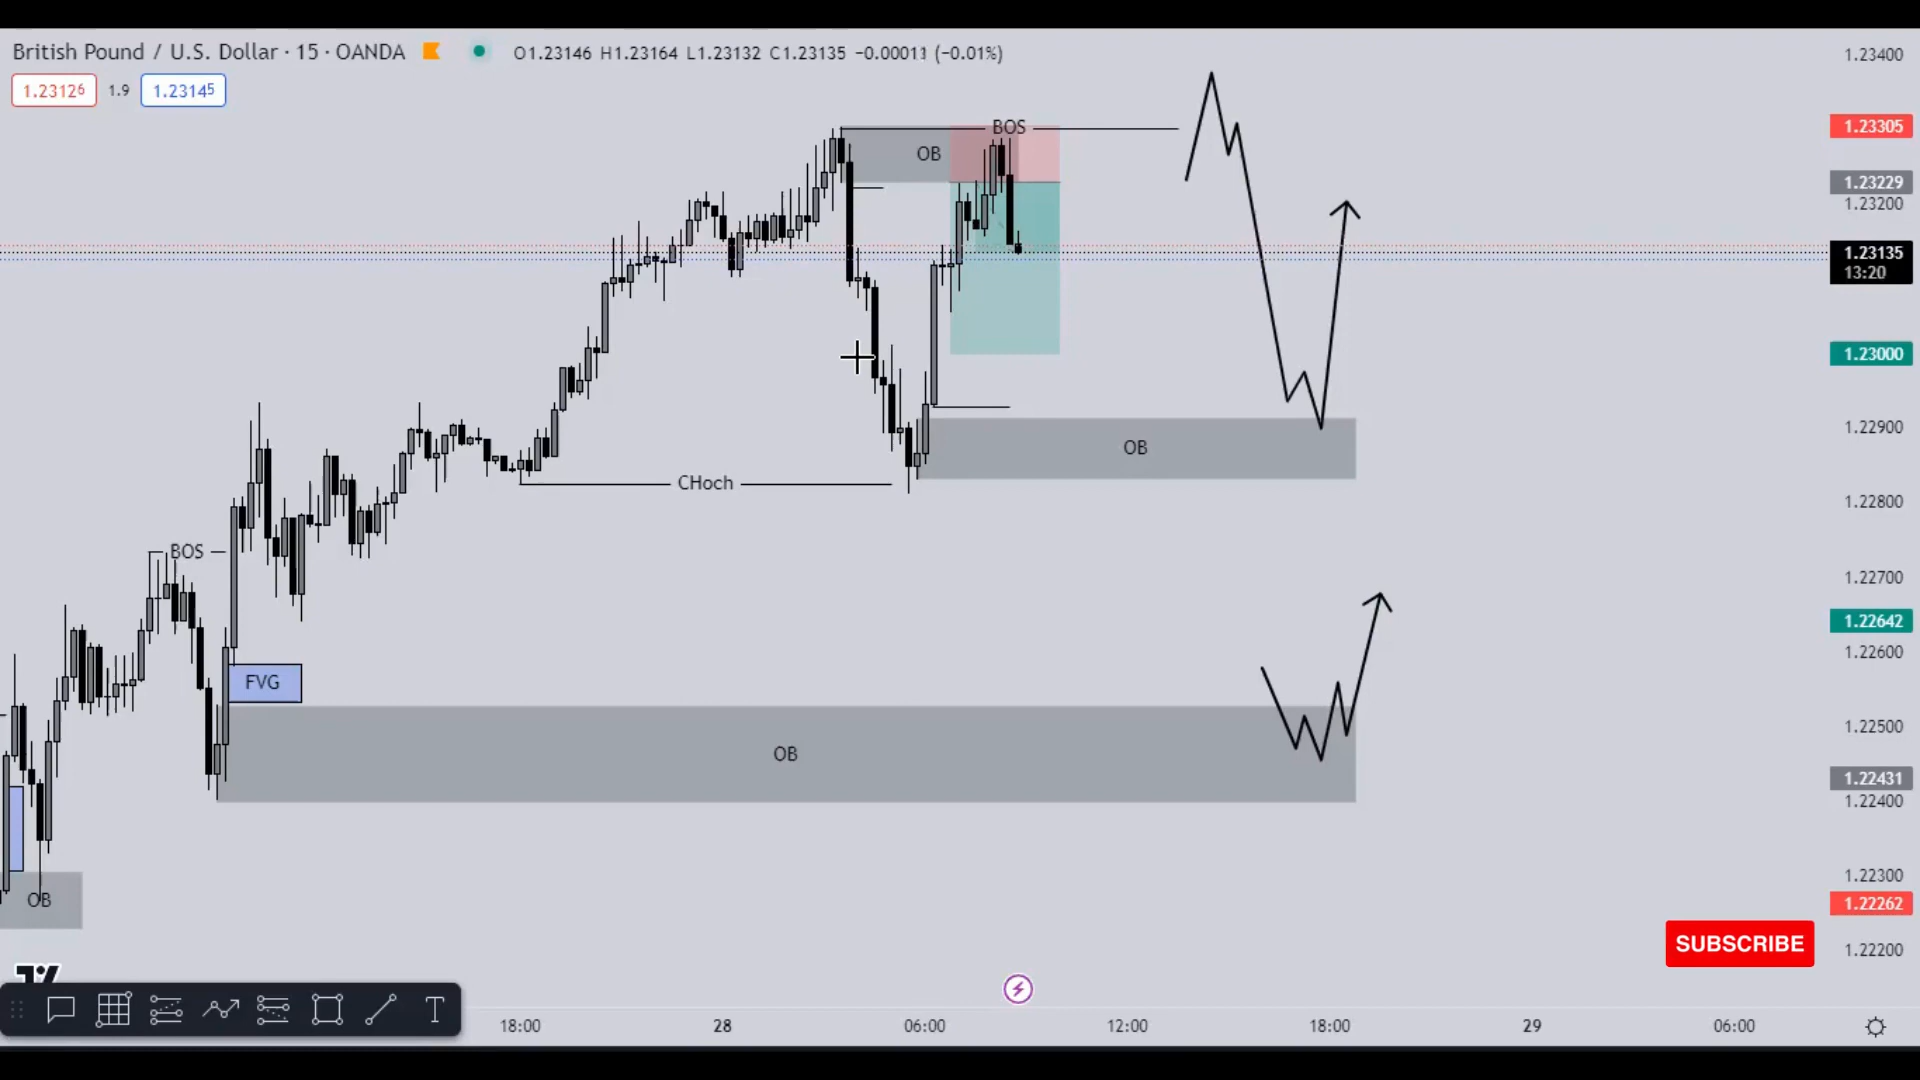 British Pound / U.S. Dollar · 15 · OANDA
O1.23146 H1.23164 L1.23132 C1.23135 −0.00011 (−0.01%)
1.23126 1.9 1.23145
1.23400
BOS
1.23305
OB
1.23229
1.23200
1.23135
13:20
1.23000
1.22900
OB
CHoch
1.22800
BOS
1.22700
1.22642
1.22600
FVG
1.22500
OB
1.22431
1.22400
1.22300
OB
1.22262
SUBSCRIBE
1.22200
T
18:00 28 06:00 12:00 18:00 29 06:00